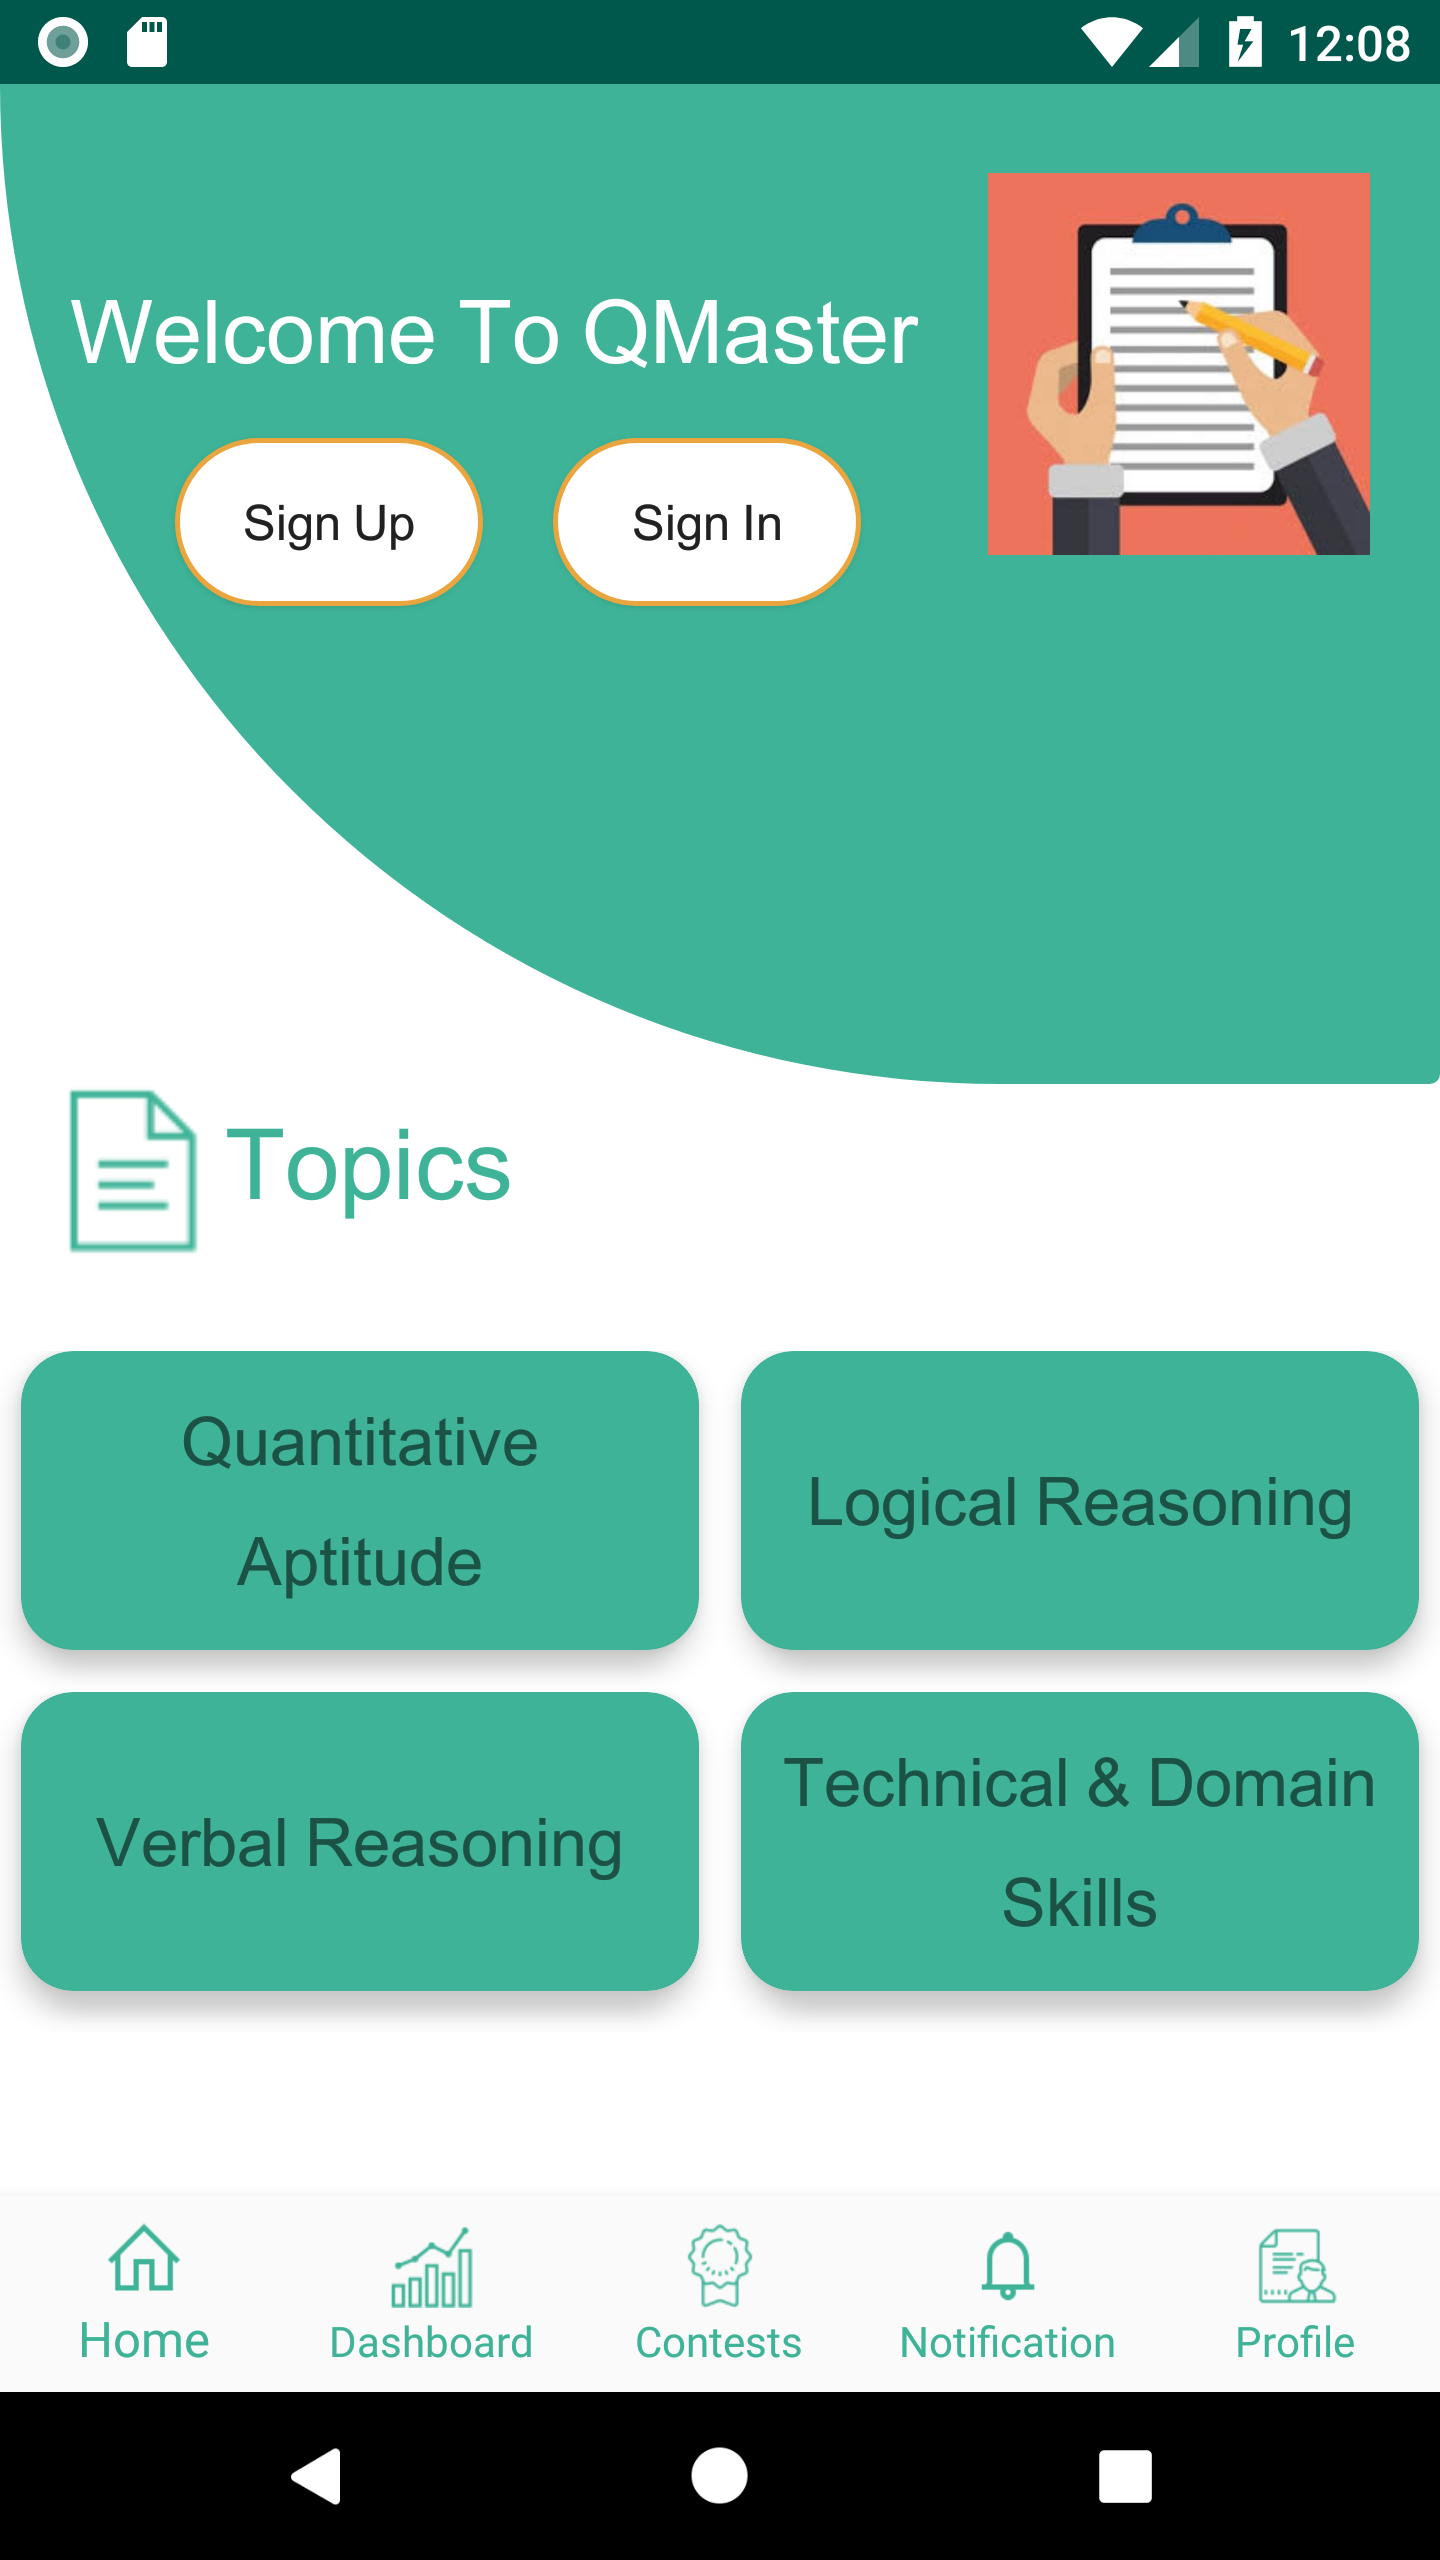 12:08
Welcome To QMaster
Sign Up
Sign In
Topics
Quantitative
Aptitude
Logical Reasoning
Verbal Reasoning
Technical & Domain
Skills
Home
Dashboard
Contests
Notification
Profile